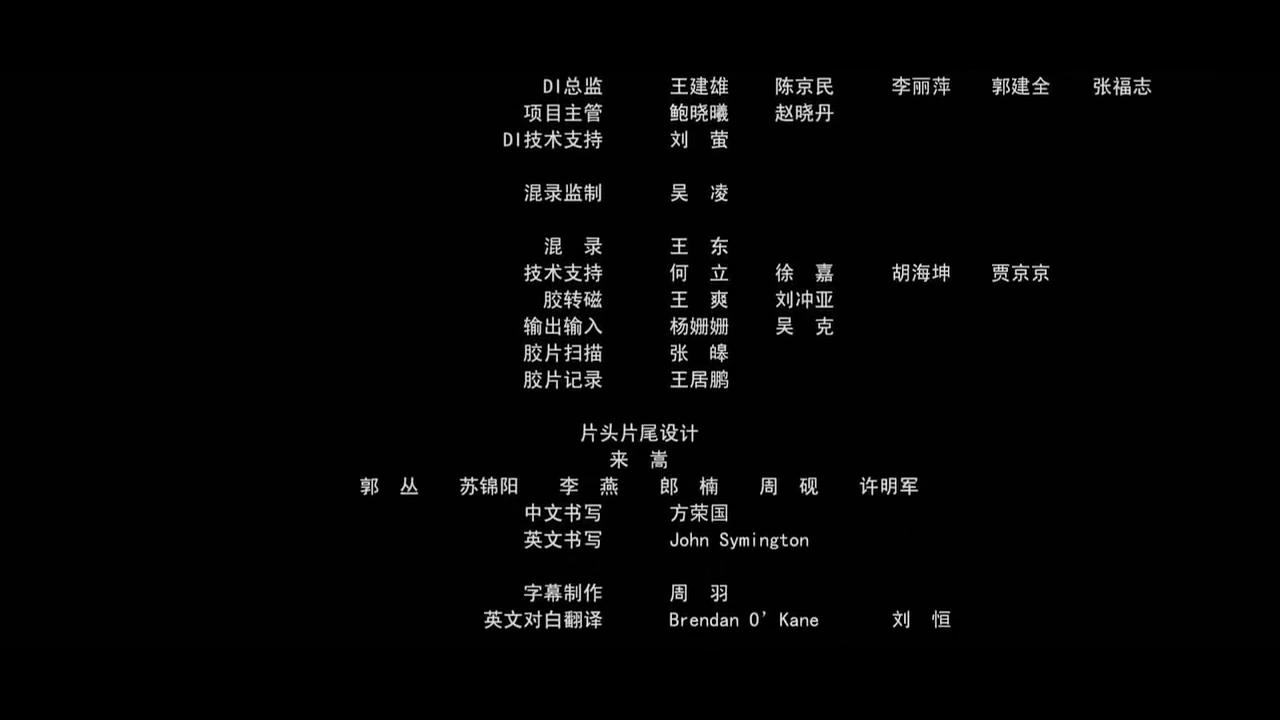 DI总监 王建雄 陈京民 李丽萍 郭建全 张福志
项目主管 鲍晓曦 赵晓丹
DI技术支持 刘 萤
混录监制 吴 凌
混 录 王 东
技术支持 何 立 徐 嘉 胡海坤 贾京京
胶转磁 王 爽 刘冲亚
输出输入 杨姗姗 吴 克
胶片扫描 张 皞
胶片记录 王居鹏
片头片尾设计
来 嵩
郭 丛 苏锦阳 李 燕 郎 楠 周 砚 许明军
中文书写 方荣国
英文书写 John Symington
字幕制作 周 羽
英文对白翻译 Brendan O’Kane 刘 恒